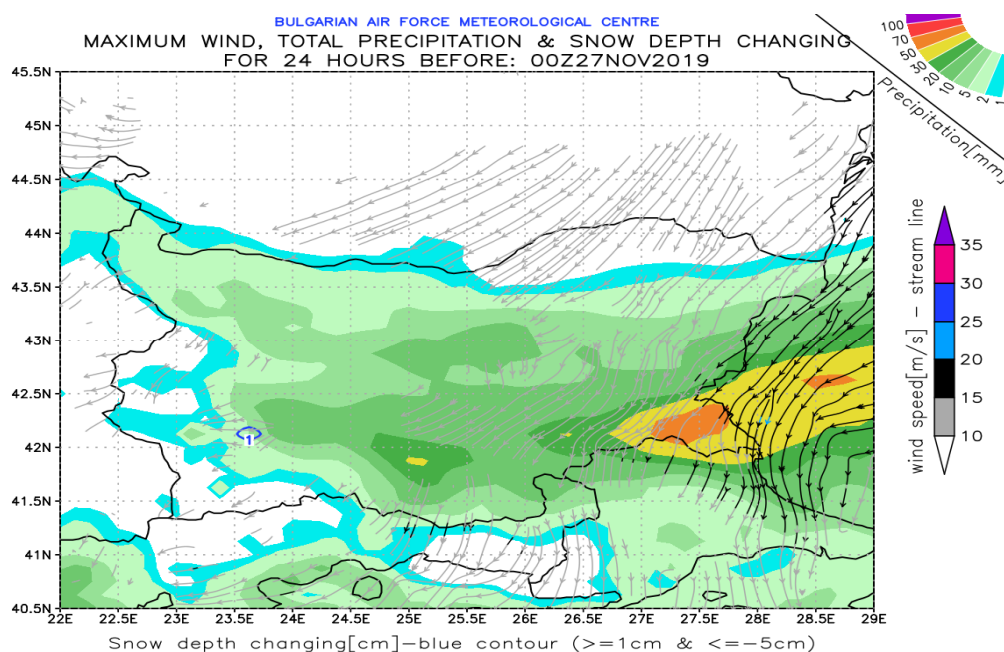 BULGARIAN AIR FORCE METEOROLOGICAL CENTRE
MAXIMUM WIND, TOTAL PRECIPITATION & SNOW DEPTH CHANGING
FOR 24 HOURS BEFORE: 00Z27NOV2019
100
70
50
30
20
10
5
2
1
Precipitation[mm]
45.5N
45N
44.5N
44N
43.5N
43N
42.5N
42N
41.5N
41N
40.5N
1
22E
22.5E
23E
23.5E
24E
24.5E
25E
25.5E
26E
26.5E
27E
27.5E
28E
28.5E
29E
35
30
25
20
15
10
wind speed[m/s] - stream line
Snow depth changing[cm]-blue contour (>=1cm & <=-5cm)